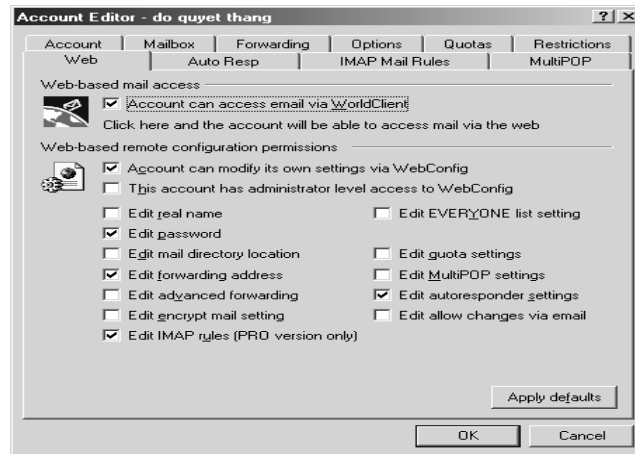 Account Editor - do quyet thang
Account Mailbox Forwarding Options Quotas Restrictions
Web Auto Resp IMAP Mail Rules MultiPOP
Web-based mail access
Account can access email via WorldClient
Click here and the account will be able to access mail via the web
Web-based remote configuration permissions
Account can modify its own settings via WebConfig
This account has administrator level access to WebConfig
Edit real name Edit EVERYONE list setting
Edit password
Edit mail directory location Edit quota settings
Edit forwarding address Edit MultiPOP settings
Edit advanced forwarding Edit autoresponder settings
Edit encrypt mail setting Edit allow changes via email
Edit IMAP rules (PRO version only)
Apply defaults
OK Cancel